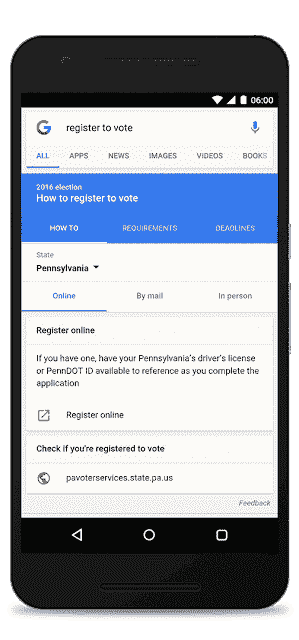 06:00
G register to vote
ALL APPS NEWS IMAGES VIDEOS BOOKS
2016 election
How to register to vote
HOW TO REQUIREMENTS DEADLINES
State
Pennsylvania
Online By mail In person
Register online
If you have one, have your Pennsylvania's driver's license
or PennDOT ID available to reference as you complete the
application
Register online
Check if you're registered to vote
pavoterservices.state.pa.us
Feedback